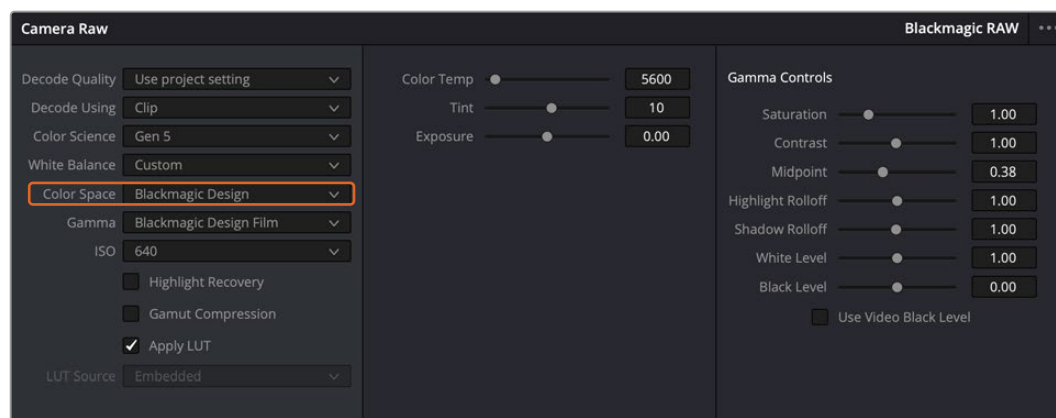 Camera Raw
Blackmagic RAW
Decode Quality Use project setting
Decode Using Clip
Color Science Gen 5
White Balance Custom
Color Space Blackmagic Design
Gamma Blackmagic Design Film
ISO 640
Highlight Recovery
Gamut Compression
Apply LUT
LUT Source Embedded
Color Temp 5600
Tint 10
Exposure 0.00
Gamma Controls
Saturation 1.00
Contrast 1.00
Midpoint 0.38
Highlight Rolloff 1.00
Shadow Rolloff 1.00
White Level 1.00
Black Level 0.00
Use Video Black Level